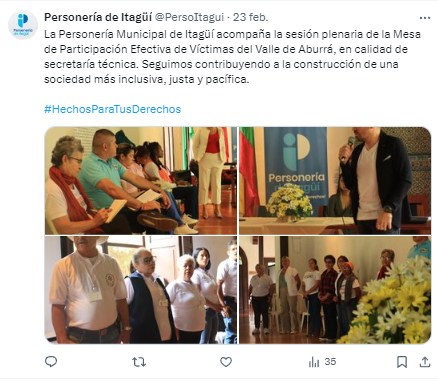 Personería de Itagüí @PersoItagui · 23 feb.
La Personería Municipal de Itagüí acompaña la sesión plenaria de la Mesa
de Participación Efectiva de Víctimas del Valle de Aburrá, en calidad de
secretaría técnica. Seguimos contribuyendo a la construcción de una
sociedad más inclusiva, justa y pacífica.
#HechosParaTusDerechos
Personería
de Itagüí
35